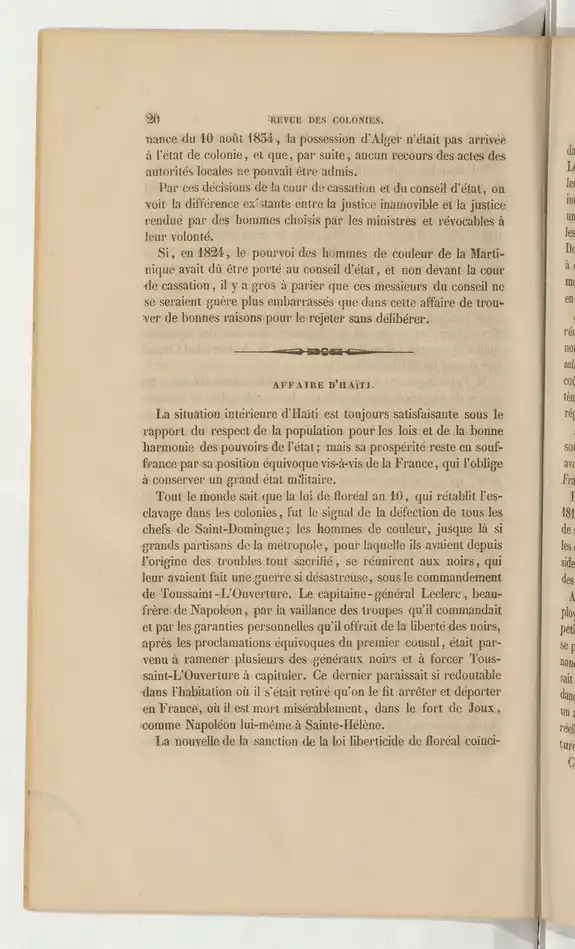 20
REVUE DES COLONIES.
nance du 10 août 1834, la possession d'Alger n'était pas arrivée
à l'état de colonie, et que, par suite, aucun recours des actes des
autorités locales ne pouvait être admis.
Par ces décisions de la cour de cassation et du conseil d'état, on
voit la différence existante entre la justice inamovible et la justice
rendue par des hommes choisis par les ministres et révocables à
leur volonté.
Si, en 1824, le pourvoi des hommes de couleur de la Marti-
nique avait dû être porté au conseil d'état, et non devant la cour
de cassation, il y a gros à parier que ces messieurs du conseil ne
se seraient guère plus embarrassés que dans cette affaire de trou-
ver de bonnes raisons pour le rejeter sans délibérer.
AFFAIRE D'HAÏTI.
La situation intérieure d'Haïti est toujours satisfaisante sous le
rapport du respect de la population pour les lois et de la bonne
harmonie des pouvoirs de l'état; mais sa prospérité reste en souf-
france par sa position équivoque vis-à-vis de la France, qui l'oblige
à conserver un grand état militaire.
Tout le monde sait que la loi de floréal an 10, qui rétablit l'es-
clavage dans les colonies, fut le signal de la défection de tous les
chefs de Saint-Domingue; les hommes de couleur, jusque là si
grands partisans de la métropole, pour laquelle ils avaient depuis
l'origine des troubles tout sacrifié, se réunirent aux noirs, qui
leur avaient fait une guerre si désastreuse, sous le commandement
de Toussaint-L'Ouverture. Le capitaine-général Leclerc, beau-
frère de Napoléon, par la vaillance des troupes qu'il commandait
et par les garanties personnelles qu'il offrait de la liberté des noirs,
après les proclamations équivoques du premier consul, était par-
venu à ramener plusieurs des généraux noirs et à forcer Tous-
saint-L'Ouverture à capituler. Ce dernier paraissait si redoutable
dans l'habitation où il s'était retiré qu'on le fit arrêter et déporter
en France, où il est mort misérablement, dans le fort de Joux,
comme Napoléon lui-même à Sainte-Hélène.
La nouvelle de la sanction de la loi liberticide de floréal coïnci-